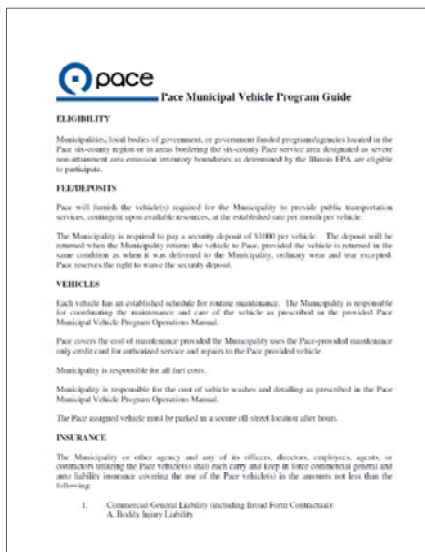 pace
Pace Municipal Vehicle Program Guide
ELIGIBILITY
Municipalities, local bodies of government, or government funded programs/agencies located in the
Pace six-county region or in areas bordering the six-county Pace service area designated as severe
non-attainment area emission inventory boundaries as determined by the Illinois EPA are eligible
to participate.
FEE/DEPOSITS
Pace will furnish the vehicle(s) required for the Municipality to provide public transportation
services, contingent upon available resources, at the established rate per month per vehicle.
The Municipality is required to pay a security deposit of $1000 per vehicle. The deposit will be
returned when the Municipality returns the vehicle to Pace, provided the vehicle is returned in the
same condition as when it was delivered to the Municipality, ordinary wear and tear excepted.
Pace reserves the right to waive the security deposit.
VEHICLES
Each vehicle has an established schedule for routine maintenance. The Municipality is responsible
for coordinating the maintenance and care of the vehicle as prescribed in the provided Pace
Municipal Vehicle Program Operations Manual.
Pace covers the cost of maintenance provided the Municipality uses the Pace-provided maintenance
only credit card for authorized service and repairs to the Pace provided vehicle.
Municipality is responsible for all fuel costs.
Municipality is responsible for the cost of vehicle washes and detailing as prescribed in the Pace
Municipal Vehicle Program Operations Manual.
The Pace assigned vehicle must be parked in a secure off-street location after hours.
INSURANCE
The Municipality or other agency and any of its officers, directors, employees, agents, or
contractors utilizing the Pace vehicle(s) shall each carry and keep in force commercial general and
auto liability insurance covering the use of the Pace vehicle(s) in the amounts not less than the
following:
1. Commercial General Liability (including Broad Form Contractual):
A. Bodily Injury Liability